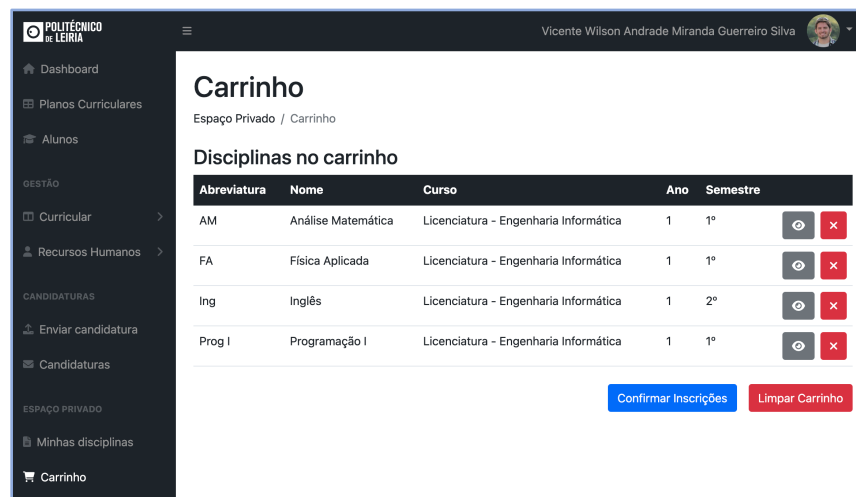 POLITÉCNICO
DE LEIRIA
Vicente Wilson Andrade Miranda Guerreiro Silva
Dashboard
Planos Curriculares
Alunos
GESTÃO
Curricular
Recursos Humanos
CANDIDATURAS
Enviar candidatura
Candidaturas
ESPAÇO PRIVADO
Minhas disciplinas
Carrinho
Carrinho
Espaço Privado / Carrinho
Disciplinas no carrinho
Abreviatura Nome Curso Ano Semestre
AM Análise Matemática Licenciatura - Engenharia Informática 1 1º
FA Física Aplicada Licenciatura - Engenharia Informática 1 1º
Ing Inglês Licenciatura - Engenharia Informática 1 2º
Prog I Programação I Licenciatura - Engenharia Informática 1 1º
Confirmar Inscrições Limpar Carrinho